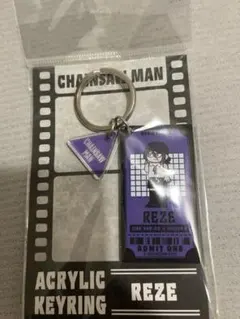 CHAINSAW MAN
CHAINSAW
MAN
REZE
ADMIT ONE
ACRYLIC
KEYRING
REZE